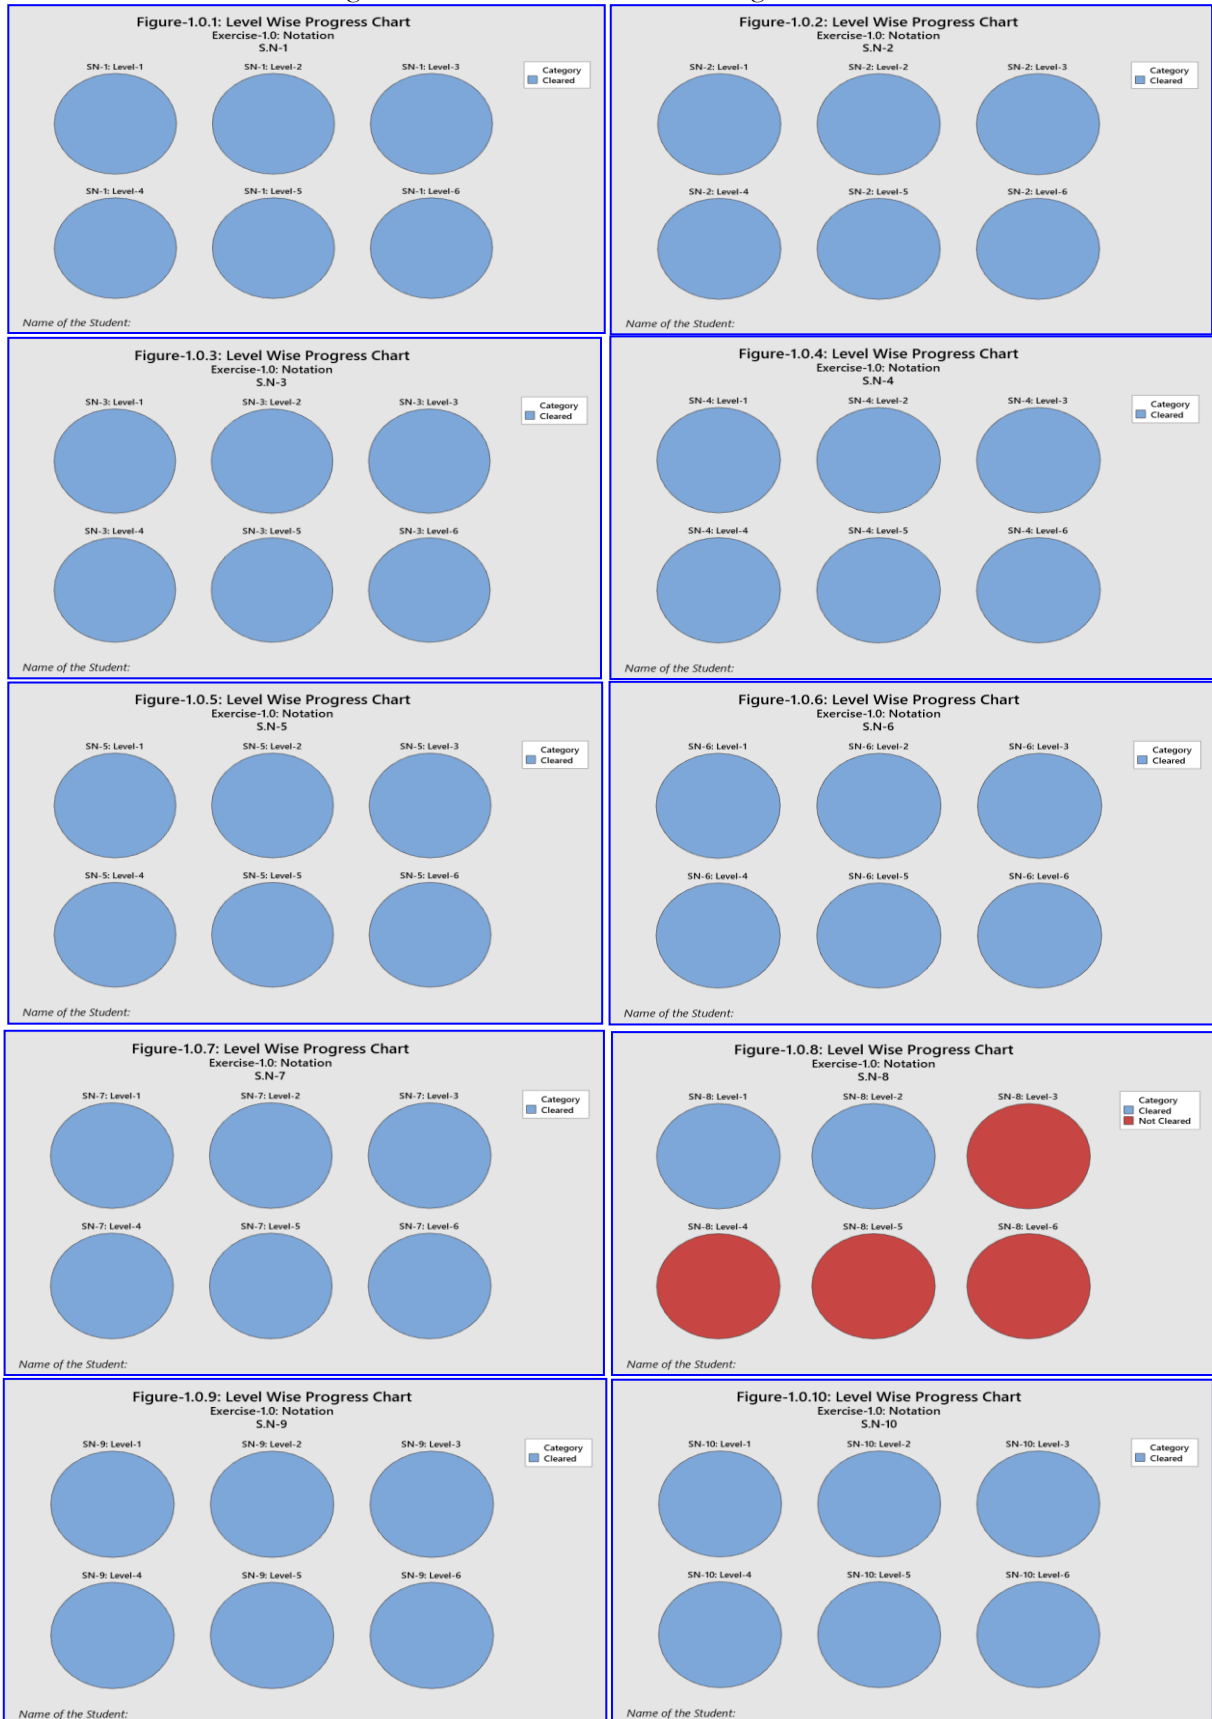 Figure-1.0.1: Level Wise Progress Chart
Exercise-1.0: Notation
S.N-1
SN-1: Level-1 SN-1: Level-2 SN-1: Level-3
Category
Cleared
SN-1: Level-4 SN-1: Level-5 SN-1: Level-6
Name of the Student:
Figure-1.0.2: Level Wise Progress Chart
Exercise-1.0: Notation
S.N-2
SN-2: Level-1 SN-2: Level-2 SN-2: Level-3
Category
Cleared
SN-2: Level-4 SN-2: Level-5 SN-2: Level-6
Name of the Student:
Figure-1.0.3: Level Wise Progress Chart
Exercise-1.0: Notation
S.N-3
SN-3: Level-1 SN-3: Level-2 SN-3: Level-3
Category
Cleared
SN-3: Level-4 SN-3: Level-5 SN-3: Level-6
Name of the Student:
Figure-1.0.4: Level Wise Progress Chart
Exercise-1.0: Notation
S.N-4
SN-4: Level-1 SN-4: Level-2 SN-4: Level-3
Category
Cleared
SN-4: Level-4 SN-4: Level-5 SN-4: Level-6
Name of the Student:
Figure-1.0.5: Level Wise Progress Chart
Exercise-1.0: Notation
S.N-5
SN-5: Level-1 SN-5: Level-2 SN-5: Level-3
Category
Cleared
SN-5: Level-4 SN-5: Level-5 SN-5: Level-6
Name of the Student:
Figure-1.0.6: Level Wise Progress Chart
Exercise-1.0: Notation
S.N-6
SN-6: Level-1 SN-6: Level-2 SN-6: Level-3
Category
Cleared
SN-6: Level-4 SN-6: Level-5 SN-6: Level-6
Name of the Student:
Figure-1.0.7: Level Wise Progress Chart
Exercise-1.0: Notation
S.N-7
SN-7: Level-1 SN-7: Level-2 SN-7: Level-3
Category
Cleared
SN-7: Level-4 SN-7: Level-5 SN-7: Level-6
Name of the Student:
Figure-1.0.8: Level Wise Progress Chart
Exercise-1.0: Notation
S.N-8
SN-8: Level-1 SN-8: Level-2 SN-8: Level-3
Category
Cleared
Not Cleared
SN-8: Level-4 SN-8: Level-5 SN-8: Level-6
Name of the Student:
Figure-1.0.9: Level Wise Progress Chart
Exercise-1.0: Notation
S.N-9
SN-9: Level-1 SN-9: Level-2 SN-9: Level-3
Category
Cleared
SN-9: Level-4 SN-9: Level-5 SN-9: Level-6
Name of the Student:
Figure-1.0.10: Level Wise Progress Chart
Exercise-1.0: Notation
S.N-10
SN-10: Level-1 SN-10: Level-2 SN-10: Level-3
Category
Cleared
SN-10: Level-4 SN-10: Level-5 SN-10: Level-6
Name of the Student: